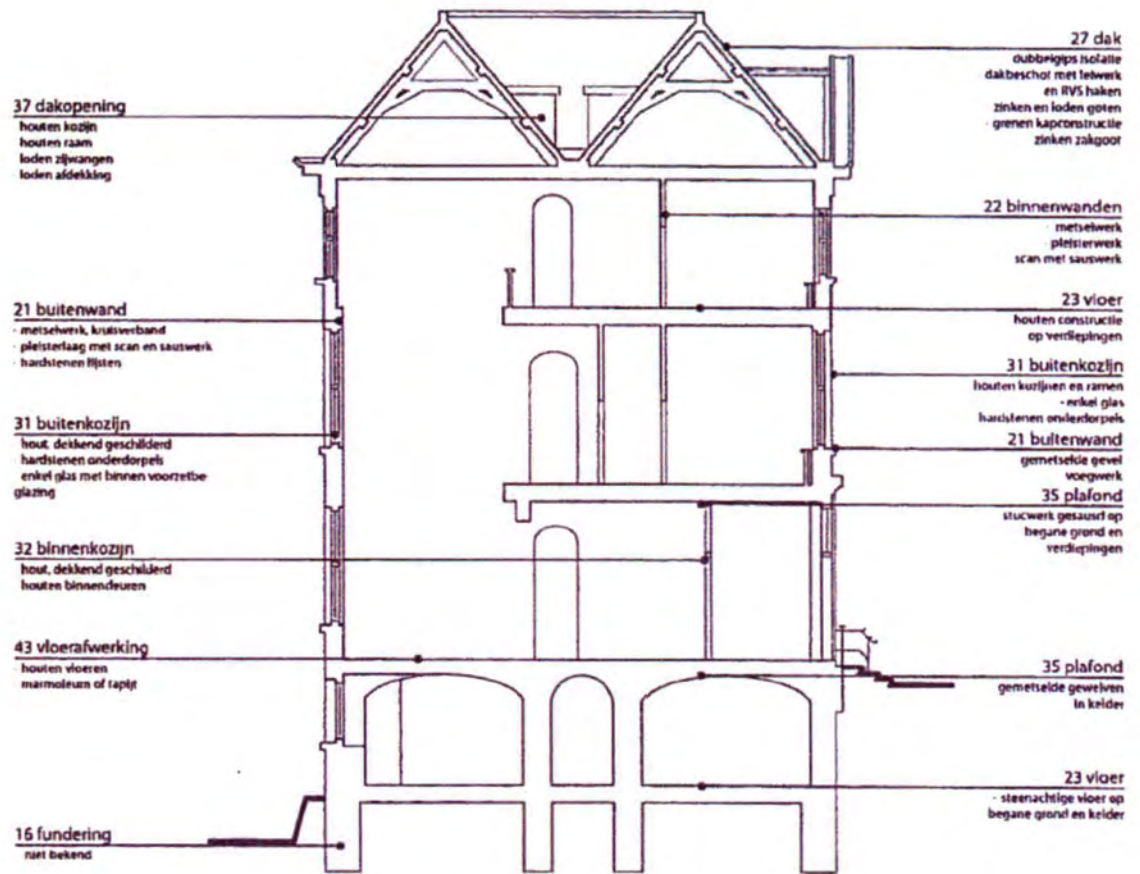 37 dakopening
houten kozijn
houten raam
loden zijwangen
loden afdekking
21 buitenwand
- metselwerk, kruisverband
- pleisterlaag met scan en sauswerk
- hardstenen lijsten
31 buitenkozijn
hout, dekkend geschilderd
hardstenen onderdorpels
enkel glas met binnen voorzetbe
glazing
32 binnenkozijn
hout, dekkend geschilderd
houten binnendeuren
43 vloerafwerking
houten vloeren
marmoleum of tapijt
16 fundering
niet bekend
27 dak
dubbelgips isolatie
dakbeschot met leiwerk
en RVS haken
zinken en loden goten
- grenen kapconstructie
zinken zakgoot
22 binnenwanden
- metselwerk
- pleisterwerk
scan met sauswerk
23 vloer
houten constructie
op verdiepingen
31 buitenkozijn
houten kozijnen en ramen
- enkel glas
hardstenen onderdorpels
21 buitenwand
gemetselde gevel
voegwerk
35 plafond
stucwerk gesausd op
begane grond en
verdiepingen
35 plafond
gemetselde gewelven
in kelder
23 vloer
- steenachtige vloer op
begane grond en kelder